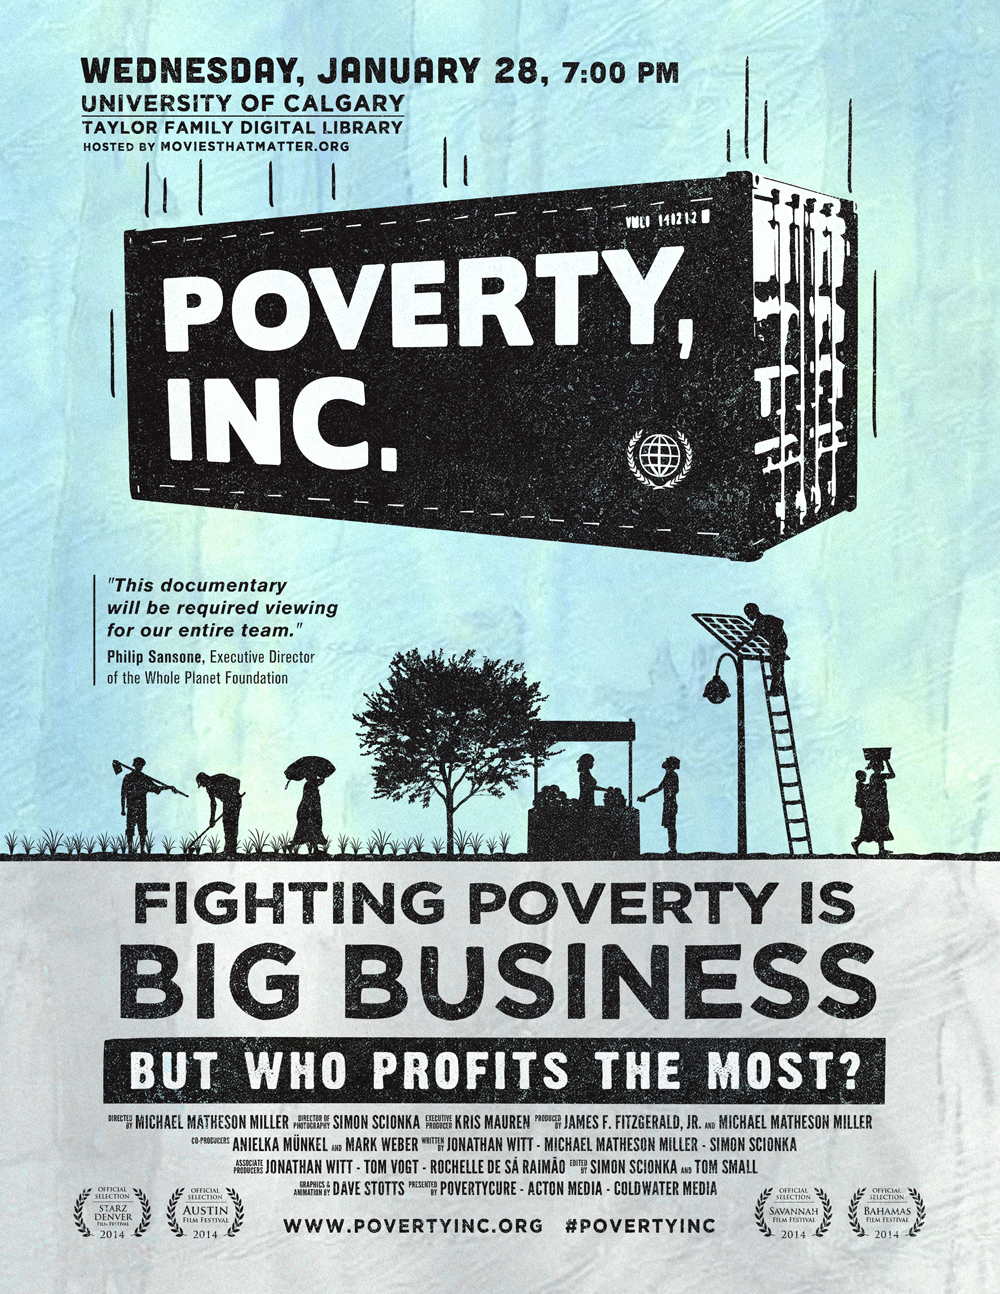 WEDNESDAY, JANUARY 28, 7:00 PM
UNIVERSITY OF CALGARY
TAYLOR FAMILY DIGITAL LIBRARY
HOSTED BY MOVIESTHATMATTER.ORG
POVERTY,
INC.
"This documentary
will be required viewing
for our entire team."
Philip Sansone, Executive Director
of the Whole Planet Foundation
FIGHTING POVERTY IS
BIG BUSINESS
BUT WHO PROFITS THE MOST?
DIRECTED BY MICHAEL MATHESON MILLER DIRECTOR OF PHOTOGRAPHY SIMON SCIONKA EXECUTIVE PRODUCER KRIS MAUREN PRODUCED BY JAMES F. FITZGERALD, JR. AND MICHAEL MATHESON MILLER
CO-PRODUCERS ANIELKA MÜNKEL AND MARK WEBER WRITTEN BY JONATHAN WITT - MICHAEL MATHESON MILLER - SIMON SCIONKA
ASSOCIATE PRODUCERS JONATHAN WITT - TOM VOGT - ROCHELLE DE SÁ RAIMÃO EDITED BY SIMON SCIONKA AND TOM SMALL
GRAPHICS & ANIMATION BY DAVE STOTTS PRESENTED BY POVERTYCURE - ACTON MEDIA - COLDWATER MEDIA
OFFICIAL
SELECTION
STARZ
DENVER
FILM FESTIVAL
2014
OFFICIAL
SELECTION
AUSTIN
FILM FESTIVAL
2014
WWW.POVERTYINC.ORG #POVERTYINC
OFFICIAL
SELECTION
SAVANNAH
FILM FESTIVAL
2014
OFFICIAL
SELECTION
BAHAMAS
FILM FESTIVAL
2014